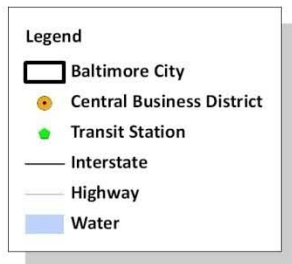 Legend
Baltimore City
Central Business District
Transit Station
Interstate
Highway
Water